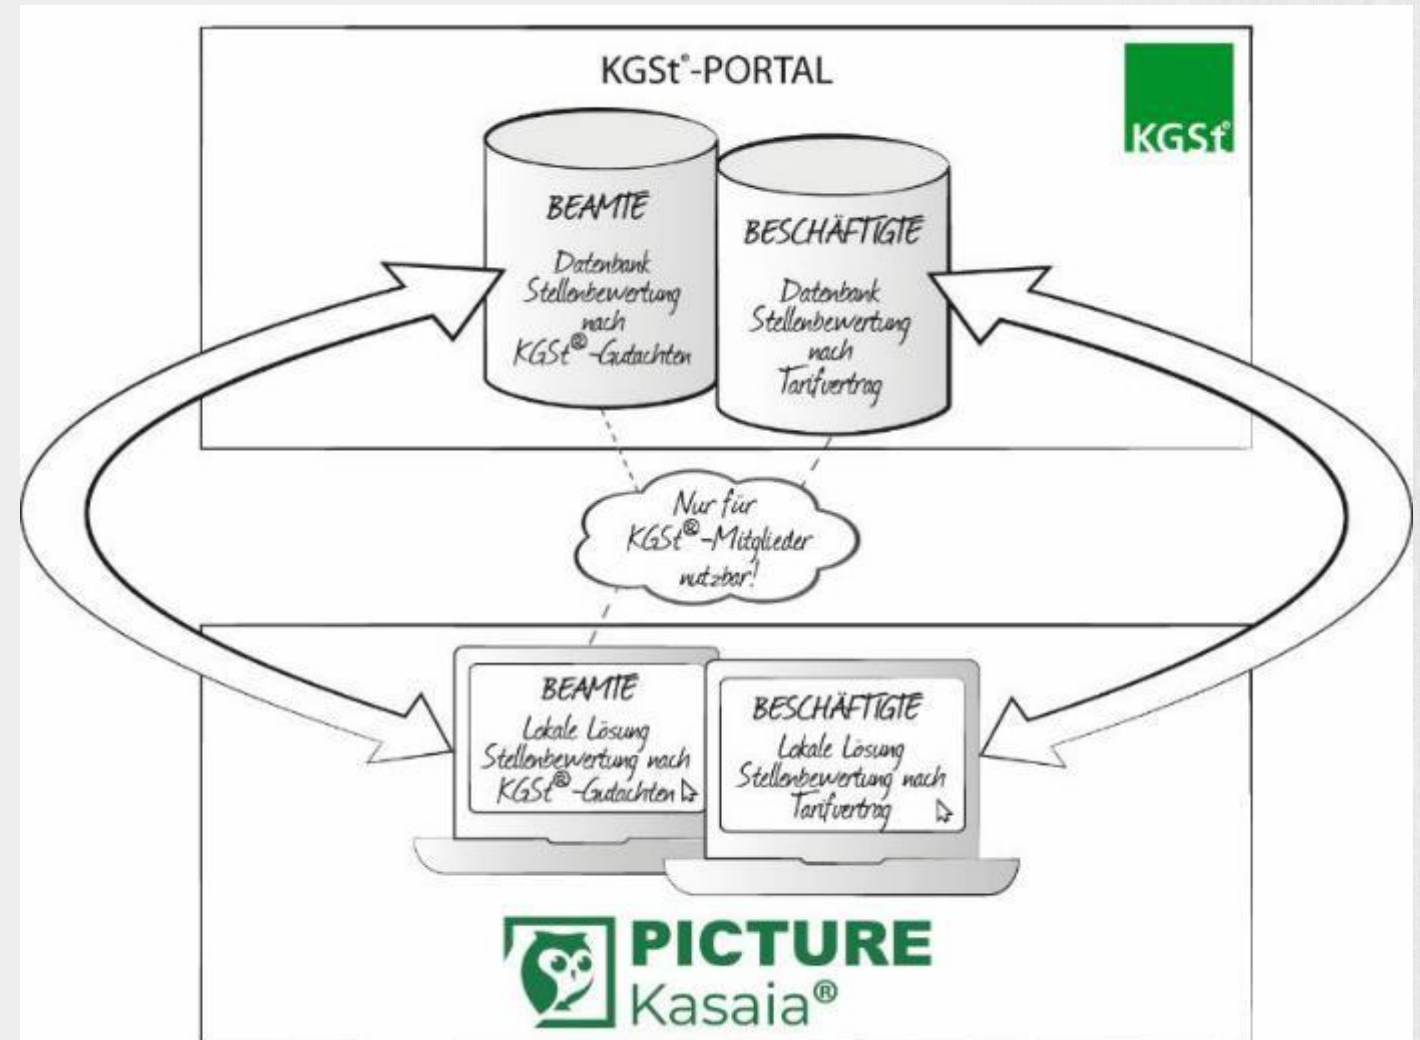 KGSt®-PORTAL
KGSt®
BEAMTE
Datenbank
Stellenbewertung
nach
KGSt®-Gutachten
BESCHÄFTIGTE
Datenbank
Stellenbewertung
nach
Tarifvertrag
Nur für
KGSt®-Mitglieder
nutzbar!
BEAMTE
Lokale Lösung
Stellenbewertung nach
KGSt®-Gutachten
BESCHÄFTIGTE
Lokale Lösung
Stellenbewertung nach
Tarifvertrag
PICTURE
Kasaia®